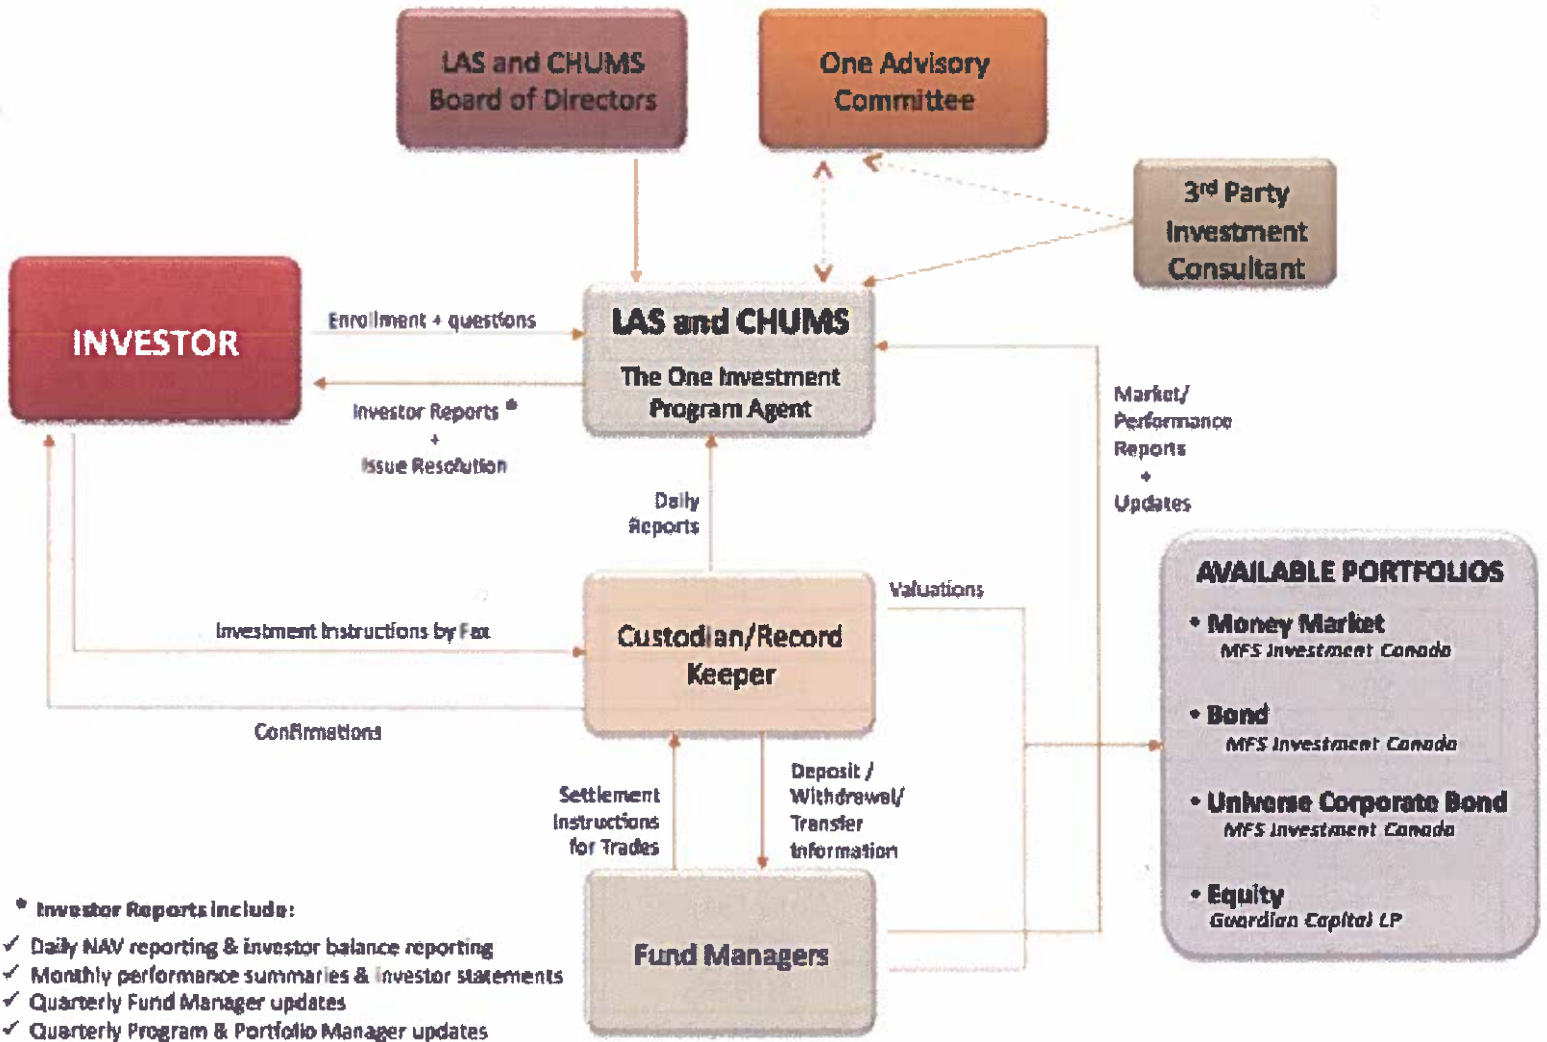 LAS and CHUMS
Board of Directors
One Advisory
Committee
3rd Party
Investment
Consultant
INVESTOR
Enrollment + questions
LAS and CHUMS
The One Investment
Program Agent
Investor Reports *
+
Issue Resolution
Market/
Performance
Reports
+
Updates
Daily
Reports
AVAILABLE PORTFOLIOS
• Money Market
MFS Investment Canada
• Bond
MFS Investment Canada
• Universe Corporate Bond
MFS Investment Canada
• Equity
Guardian Capital LP
Valuations
Investment Instructions by Fax
Custodian/Record
Keeper
Confirmations
Settlement
Instructions
for Trades
Deposit /
Withdrawal/
Transfer
Information
Fund Managers
* Investor Reports include:
✓ Daily NAV reporting & investor balance reporting
✓ Monthly performance summaries & investor statements
✓ Quarterly Fund Manager updates
✓ Quarterly Program & Portfolio Manager updates